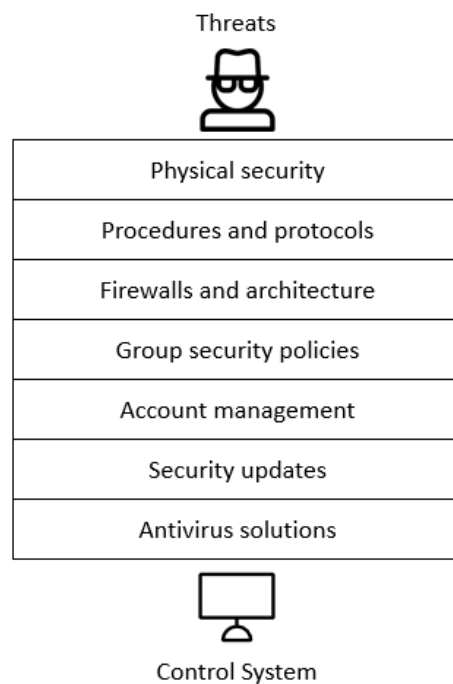 Threats
Physical security
Procedures and protocols
Firewalls and architecture
Group security policies
Account management
Security updates
Antivirus solutions
Control System